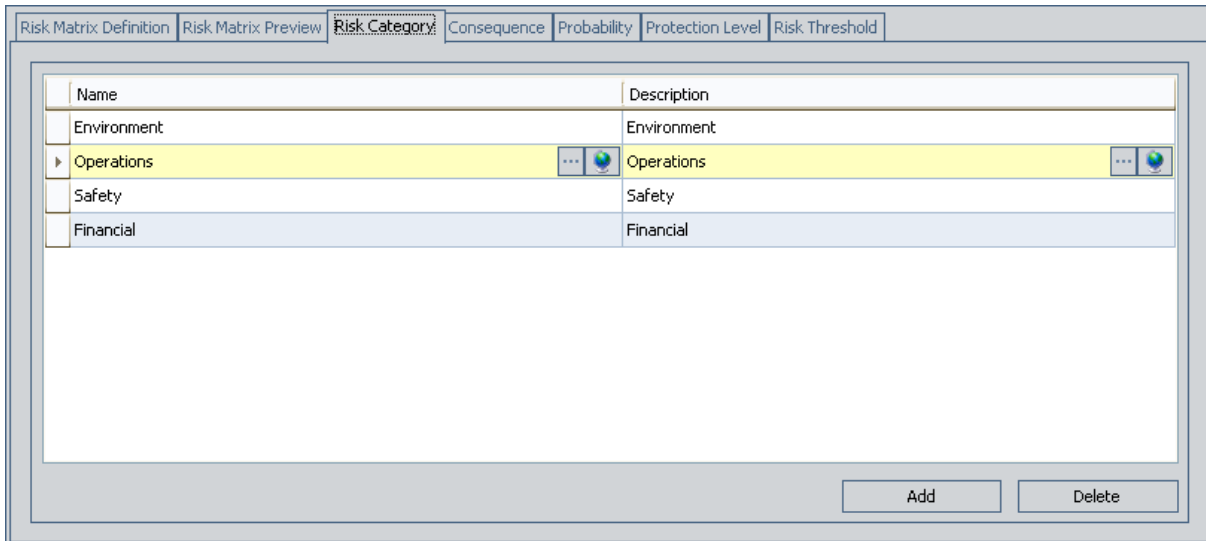 Risk Matrix Definition Risk Matrix Preview Risk Category Consequence Probability Protection Level Risk Threshold
Name Description
Environment Environment
Operations ... Operations ...
Safety Safety
Financial Financial
Add Delete